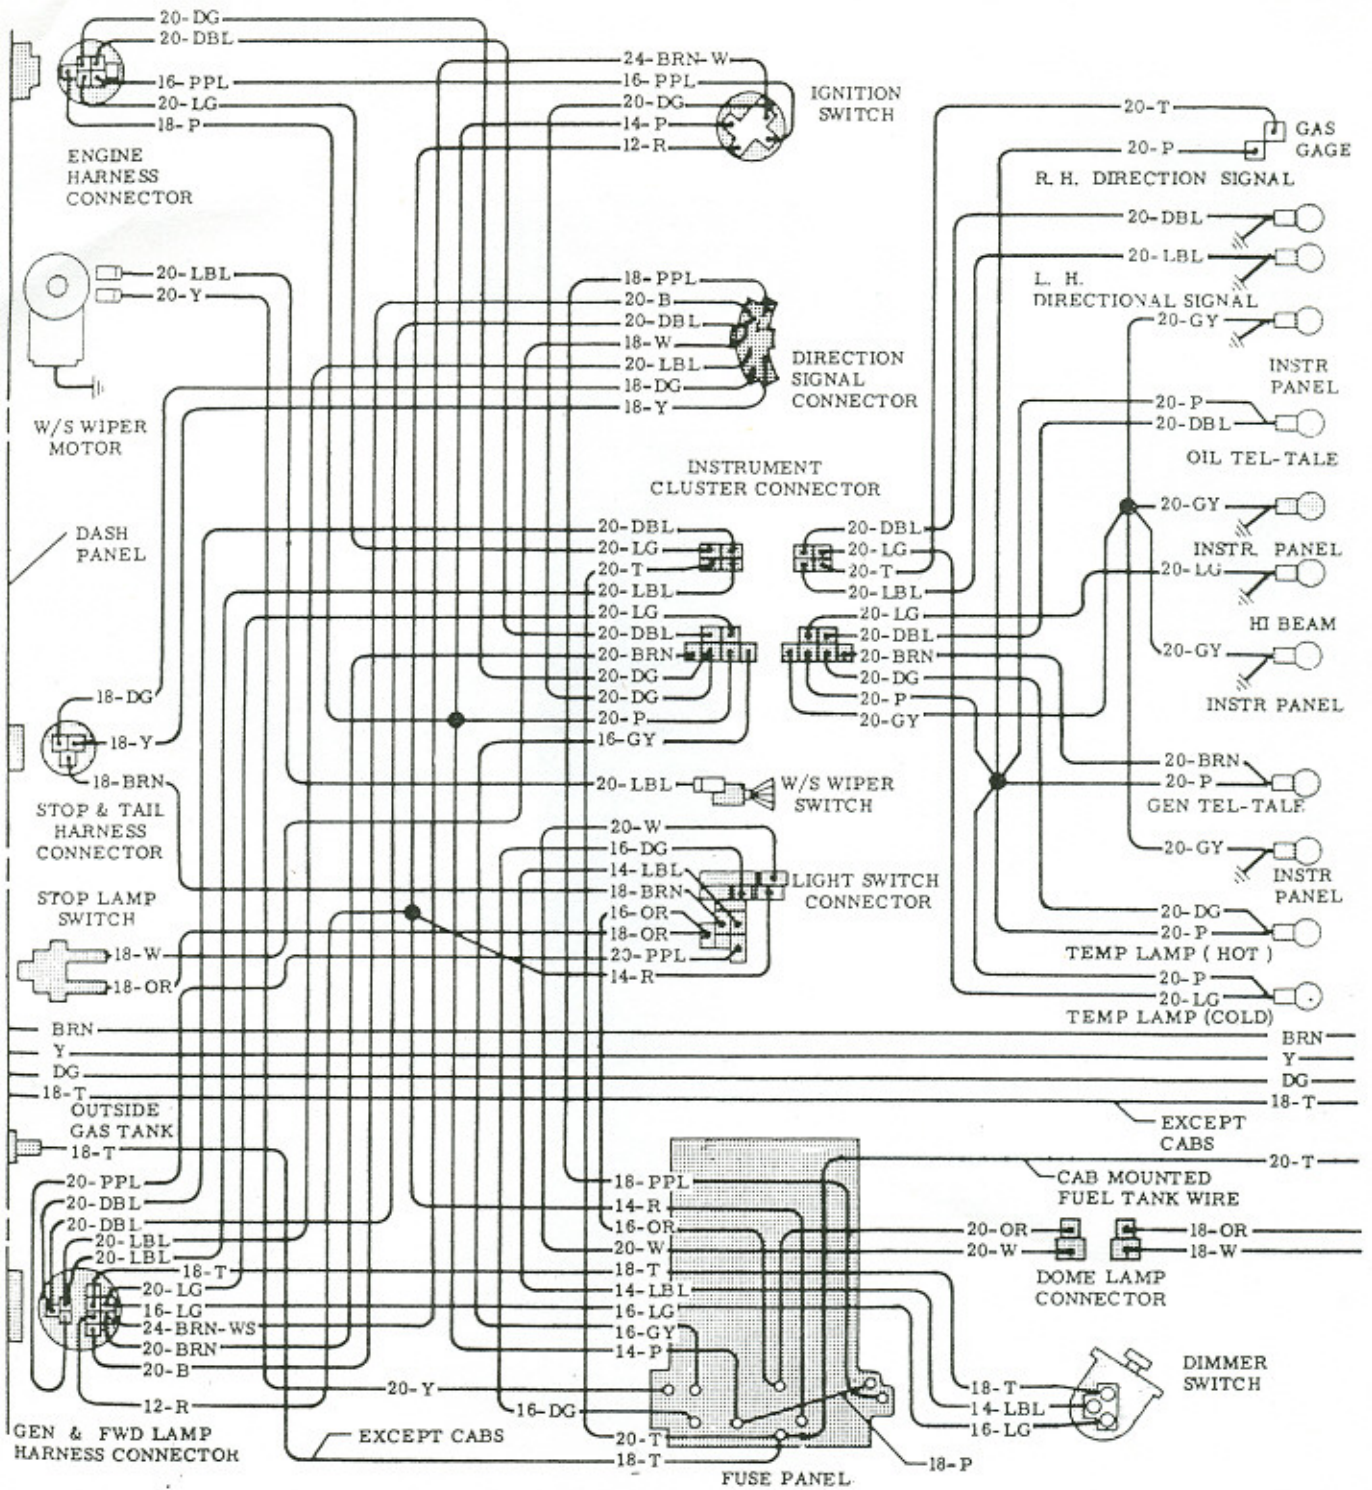 20-DG
20-DBL
16-PPL
20-LG
18-P
ENGINE
HARNESS
CONNECTOR
24-BRN-W
16-PPL
20-DG
14-P
12-R
IGNITION
SWITCH
20-T
20-P
GAS
GAGE
R. H. DIRECTION SIGNAL
20-DBL
20-LBL
L. H.
DIRECTIONAL SIGNAL
20-GY
INSTR
PANEL
20-P
20-DBL
OIL TEL-TALE
20-GY
INSTR. PANEL
20-LG
HI BEAM
20-GY
INSTR PANEL
20-BRN
20-P
GEN TEL-TALE
20-GY
INSTR
PANEL
20-DG
20-P
TEMP LAMP ( HOT )
20-P
20-LG
TEMP LAMP (COLD)
20-LBL
20-Y
W/S WIPER
MOTOR
18-PPL
20-B
20-DBL
18-W
20-LBL
18-DG
18-Y
DIRECTION
SIGNAL
CONNECTOR
INSTRUMENT
CLUSTER CONNECTOR
DASH
PANEL
20-DBL
20-LG
20-T
20-LBL
20-LG
20-DBL
20-BRN
20-DG
20-DG
20-P
16-GY
20-DBL
20-LG
20-T
20-LBL
20-LG
20-DBL
20-BRN
20-DG
20-P
20-GY
18-DG
18-Y
18-BRN
STOP & TAIL
HARNESS
CONNECTOR
20-LBL
W/S WIPER
SWITCH
20-W
16-DG
14-LBL
18-BRN
16-OR
18-OR
20-PPL
14-R
LIGHT SWITCH
CONNECTOR
STOP LAMP
SWITCH
18-W
18-OR
BRN
Y
DG
18-T
BRN
Y
DG
18-T
EXCEPT
CABS
OUTSIDE
GAS TANK
18-T
20-T
CAB MOUNTED
FUEL TANK WIRE
20-PPL
20-DBL
20-DBL
20-LBL
20-LBL
18-T
20-LG
16-LG
24-BRN-WS
20-BRN
20-B
12-R
GEN & FWD LAMP
HARNESS CONNECTOR
18-PPL
14-R
16-OR
20-W
18-T
14-LBL
16-LG
16-GY
14-P
20-Y
16-DG
20-T
18-T
EXCEPT CABS
FUSE PANEL
18-P
20-OR
20-W
18-OR
18-W
DOME LAMP
CONNECTOR
18-T
14-LBL
16-LG
DIMMER
SWITCH